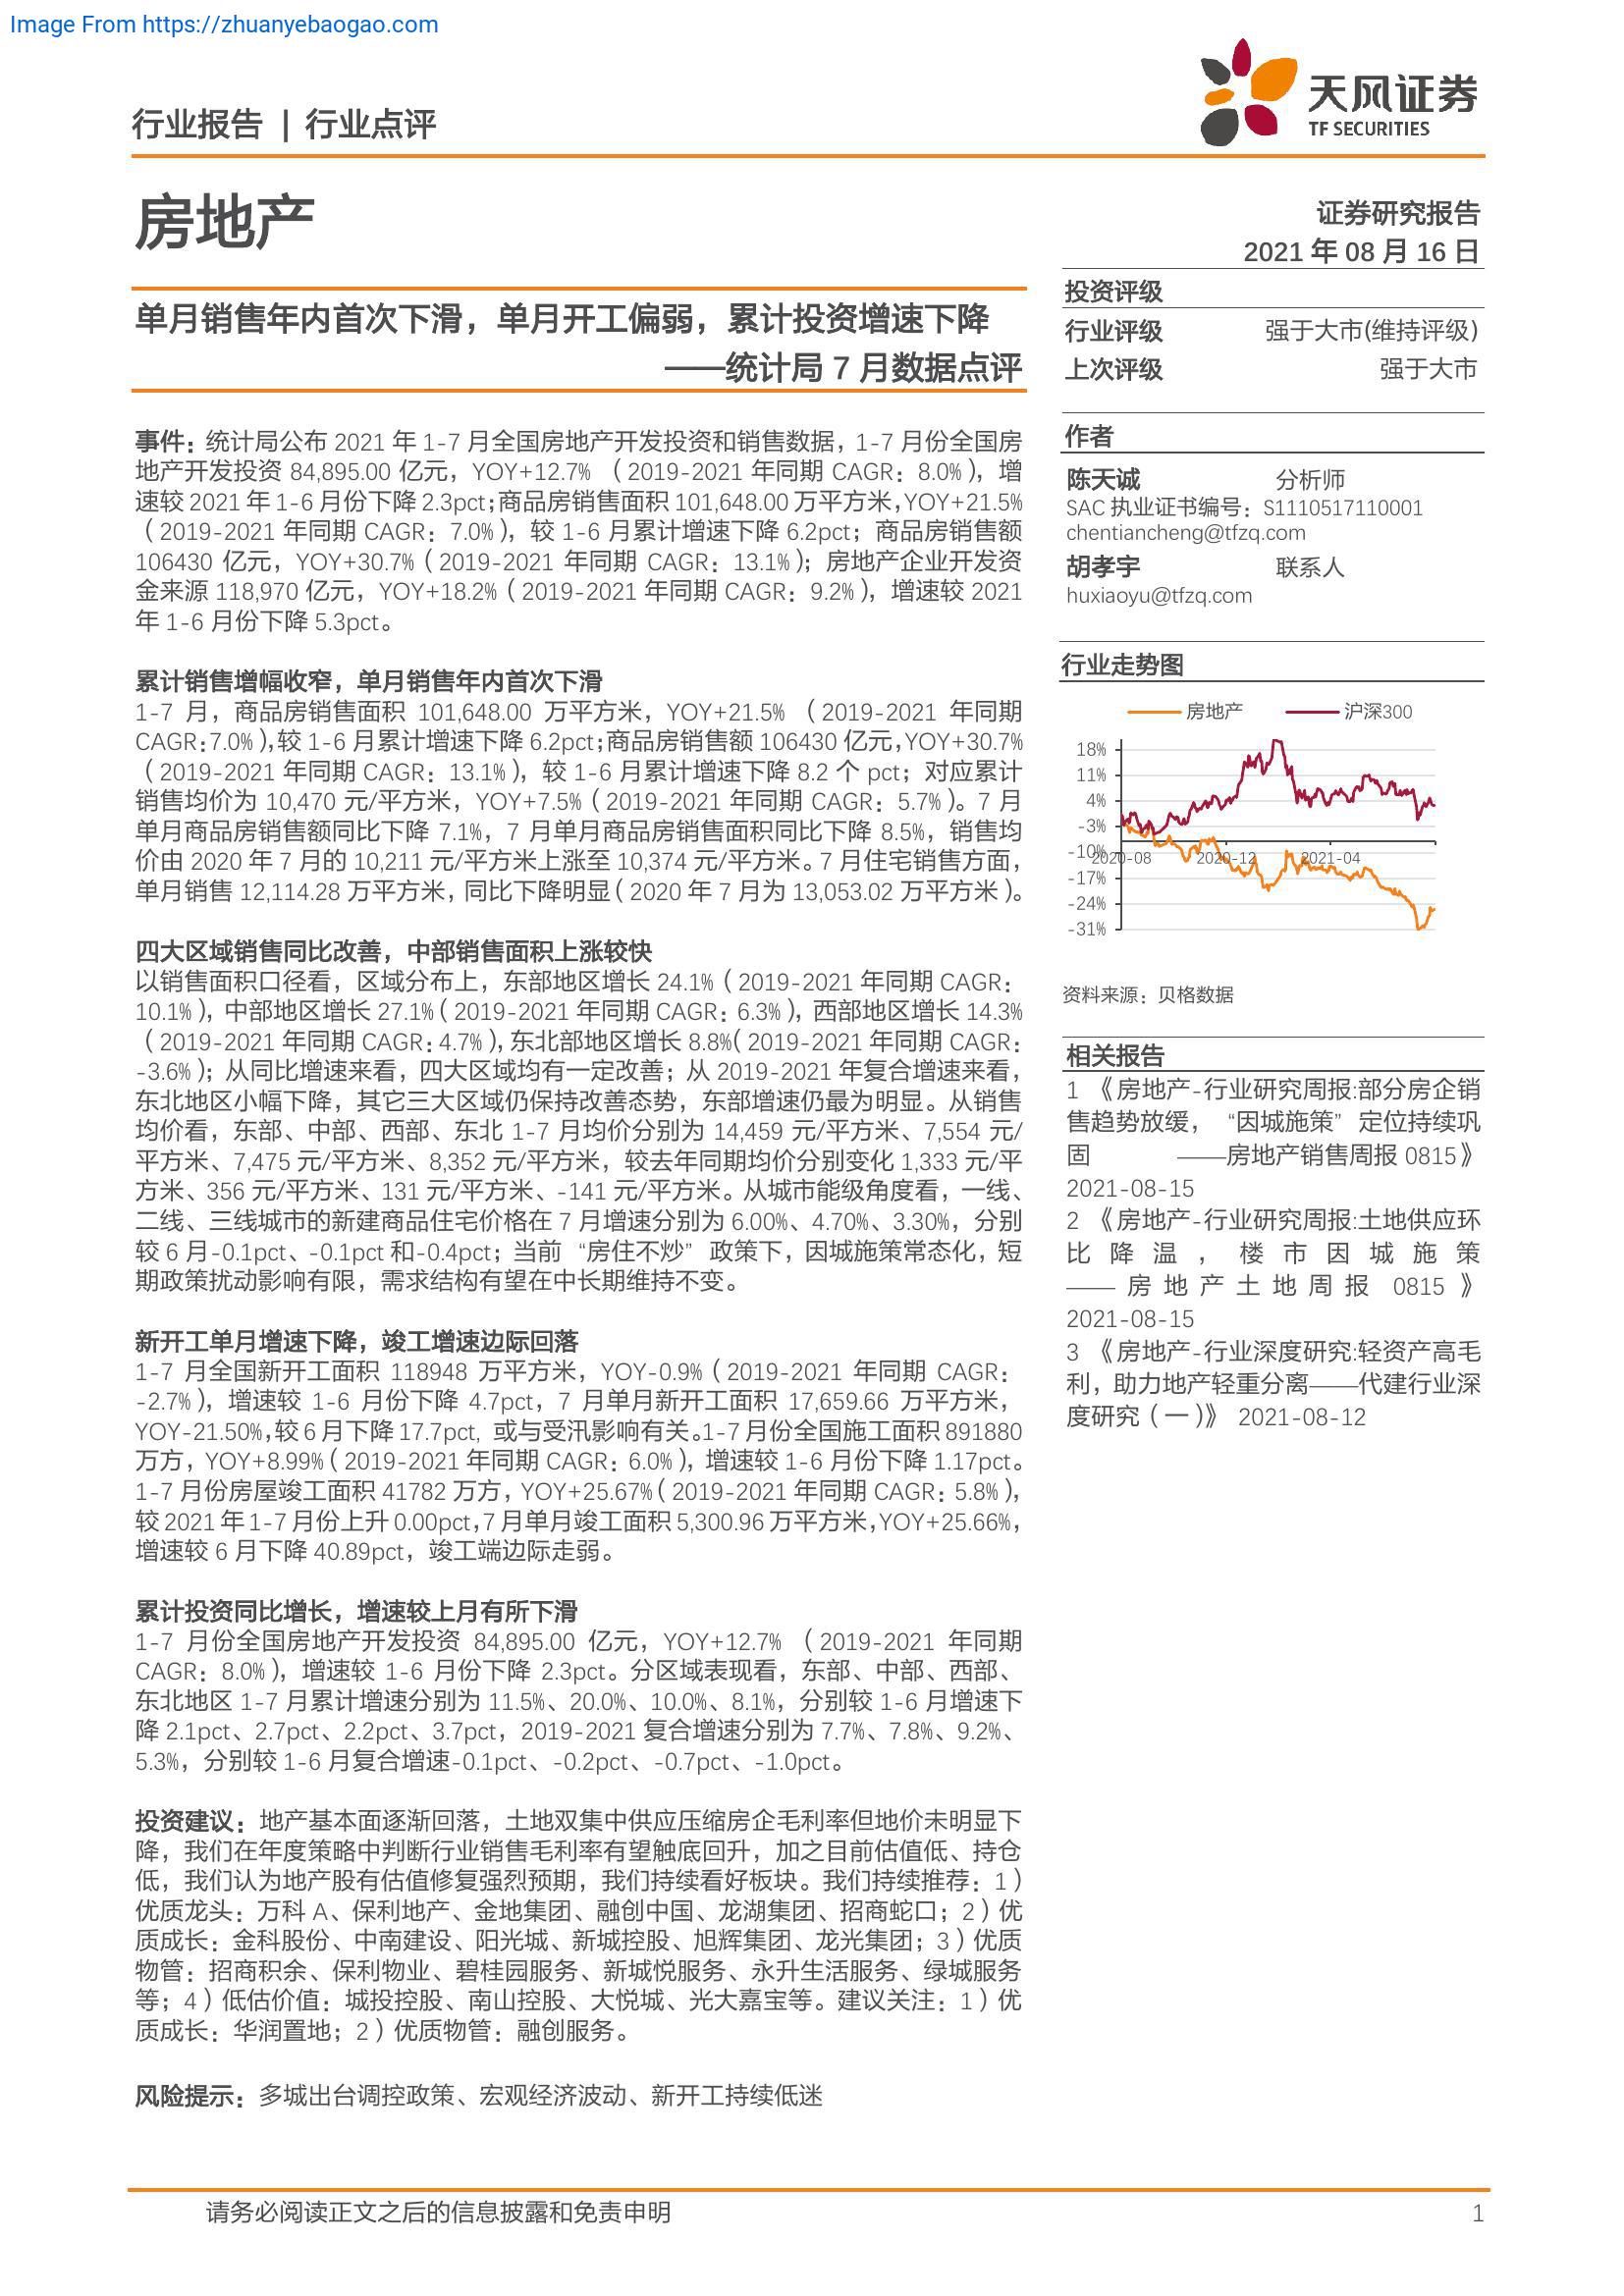 Image From https://zhuanyebaogao.com
行业报告 | 行业点评
天风证券
TF SECURITIES
房地产
证券研究报告
2021 年 08 月 16 日
单月销售年内首次下滑，单月开工偏弱，累计投资增速下降
——统计局 7 月数据点评
事件：统计局公布 2021 年 1-7 月全国房地产开发投资和销售数据，1-7 月份全国房
地产开发投资 84,895.00 亿元，YOY+12.7% （2019-2021 年同期 CAGR：8.0%），增
速较 2021 年 1-6 月份下降 2.3pct；商品房销售面积 101,648.00 万平方米，YOY+21.5%
（2019-2021 年同期 CAGR：7.0%），较 1-6 月累计增速下降 6.2pct；商品房销售额
106430 亿元，YOY+30.7%（2019-2021 年同期 CAGR：13.1%）；房地产企业开发资
金来源 118,970 亿元，YOY+18.2%（2019-2021 年同期 CAGR：9.2%），增速较 2021
年 1-6 月份下降 5.3pct。
累计销售增幅收窄，单月销售年内首次下滑
1-7 月，商品房销售面积 101,648.00 万平方米，YOY+21.5% （2019-2021 年同期
CAGR：7.0%），较 1-6 月累计增速下降 6.2pct；商品房销售额 106430 亿元，YOY+30.7%
（2019-2021 年同期 CAGR：13.1%），较 1-6 月累计增速下降 8.2 个 pct；对应累计
销售均价为 10,470 元/平方米，YOY+7.5%（2019-2021 年同期 CAGR：5.7%）。7 月
单月商品房销售额同比下降 7.1%，7 月单月商品房销售面积同比下降 8.5%，销售均
价由 2020 年 7 月的 10,211 元/平方米上涨至 10,374 元/平方米。7 月住宅销售方面，
单月销售 12,114.28 万平方米，同比下降明显（2020 年 7 月为 13,053.02 万平方米）。
四大区域销售同比改善，中部销售面积上涨较快
以销售面积口径看，区域分布上，东部地区增长 24.1%（2019-2021 年同期 CAGR：
10.1%），中部地区增长 27.1%（2019-2021 年同期 CAGR：6.3%），西部地区增长 14.3%
（2019-2021 年同期 CAGR：4.7%），东北部地区增长 8.8%（2019-2021 年同期 CAGR：
-3.6%）；从同比增速来看，四大区域均有一定改善；从 2019-2021 年复合增速来看，
东北地区小幅下降，其它三大区域仍保持改善态势，东部增速仍最为明显。从销售
均价看，东部、中部、西部、东北 1-7 月均价分别为 14,459 元/平方米、7,554 元/
平方米、7,475 元/平方米、8,352 元/平方米，较去年同期均价分别变化 1,333 元/平
方米、356 元/平方米、131 元/平方米、-141 元/平方米。从城市能级角度看，一线、
二线、三线城市的新建商品住宅价格在 7 月增速分别为 6.00%、4.70%、3.30%，分别
较 6 月-0.1pct、-0.1pct 和-0.4pct；当前 “房住不炒” 政策下，因城施策常态化，短
期政策扰动影响有限，需求结构有望在中长期维持不变。
新开工单月增速下降，竣工增速边际回落
1-7 月全国新开工面积 118948 万平方米，YOY-0.9%（2019-2021 年同期 CAGR：
-2.7%），增速较 1-6 月份下降 4.7pct，7 月单月新开工面积 17,659.66 万平方米，
YOY-21.50%，较 6 月下降 17.7pct, 或与受汛影响有关。1-7 月份全国施工面积 891880
万方，YOY+8.99%（2019-2021 年同期 CAGR：6.0%），增速较 1-6 月份下降 1.17pct。
1-7 月份房屋竣工面积 41782 万方，YOY+25.67%（2019-2021 年同期 CAGR：5.8%），
较 2021 年 1-7 月份上升 0.00pct，7 月单月竣工面积 5,300.96 万平方米，YOY+25.66%，
增速较 6 月下降 40.89pct，竣工端边际走弱。
累计投资同比增长，增速较上月有所下滑
1-7 月份全国房地产开发投资 84,895.00 亿元，YOY+12.7% （2019-2021 年同期
CAGR：8.0%），增速较 1-6 月份下降 2.3pct。分区域表现看，东部、中部、西部、
东北地区 1-7 月累计增速分别为 11.5%、20.0%、10.0%、8.1%，分别较 1-6 月增速下
降 2.1pct、2.7pct、2.2pct、3.7pct，2019-2021 复合增速分别为 7.7%、7.8%、9.2%、
5.3%，分别较 1-6 月复合增速-0.1pct、-0.2pct、-0.7pct、-1.0pct。
投资建议：地产基本面逐渐回落，土地双集中供应压缩房企毛利率但地价未明显下
降，我们在年度策略中判断行业销售毛利率有望触底回升，加之目前估值低、持仓
低，我们认为地产股有估值修复强烈预期，我们持续看好板块。我们持续推荐：1）
优质龙头：万科 A、保利地产、金地集团、融创中国、龙湖集团、招商蛇口；2）优
质成长：金科股份、中南建设、阳光城、新城控股、旭辉集团、龙光集团；3）优质
物管：招商积余、保利物业、碧桂园服务、新城悦服务、永升生活服务、绿城服务
等；4）低估价值：城投控股、南山控股、大悦城、光大嘉宝等。建议关注：1）优
质成长：华润置地；2）优质物管：融创服务。
风险提示：多城出台调控政策、宏观经济波动、新开工持续低迷
投资评级
行业评级 强于大市(维持评级)
上次评级 强于大市
作者
陈天诚 分析师
SAC 执业证书编号：S1110517110001
chentiancheng@tfzq.com
胡孝宇 联系人
huxiaoyu@tfzq.com
行业走势图
房地产 沪深300
18%
11%
4%
-3%
-10%
-17%
-24%
-31%
2020-08 2020-12 2021-04
资料来源：贝格数据
相关报告
1 《房地产-行业研究周报:部分房企销
售趋势放缓， “因城施策” 定位持续巩
固 ——房地产销售周报 0815》
2021-08-15
2 《房地产-行业研究周报:土地供应环
比降温，楼市因城施策
——房地产土地周报 0815》
2021-08-15
3 《房地产-行业深度研究:轻资产高毛
利，助力地产轻重分离——代建行业深
度研究（一）》 2021-08-12
请务必阅读正文之后的信息披露和免责申明
1